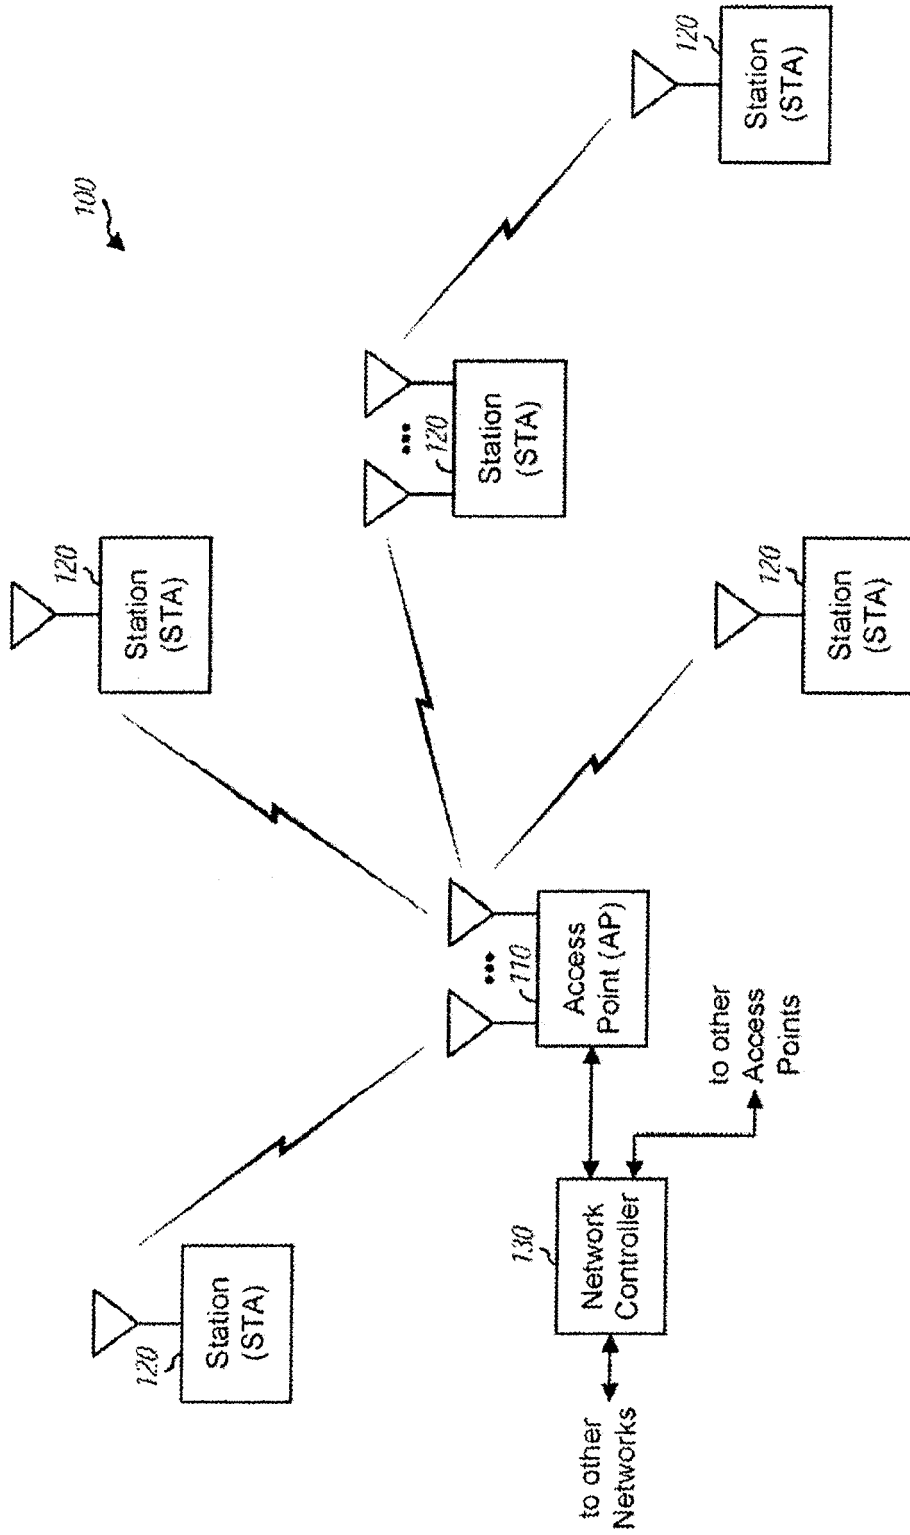 100
120
Station
(STA)
120
Station
(STA)
120
Station
(STA)
120
Station
(STA)
120
Station
(STA)
110
Access
Point (AP)
130
Network
Controller
to other
Access
Points
to other
Networks